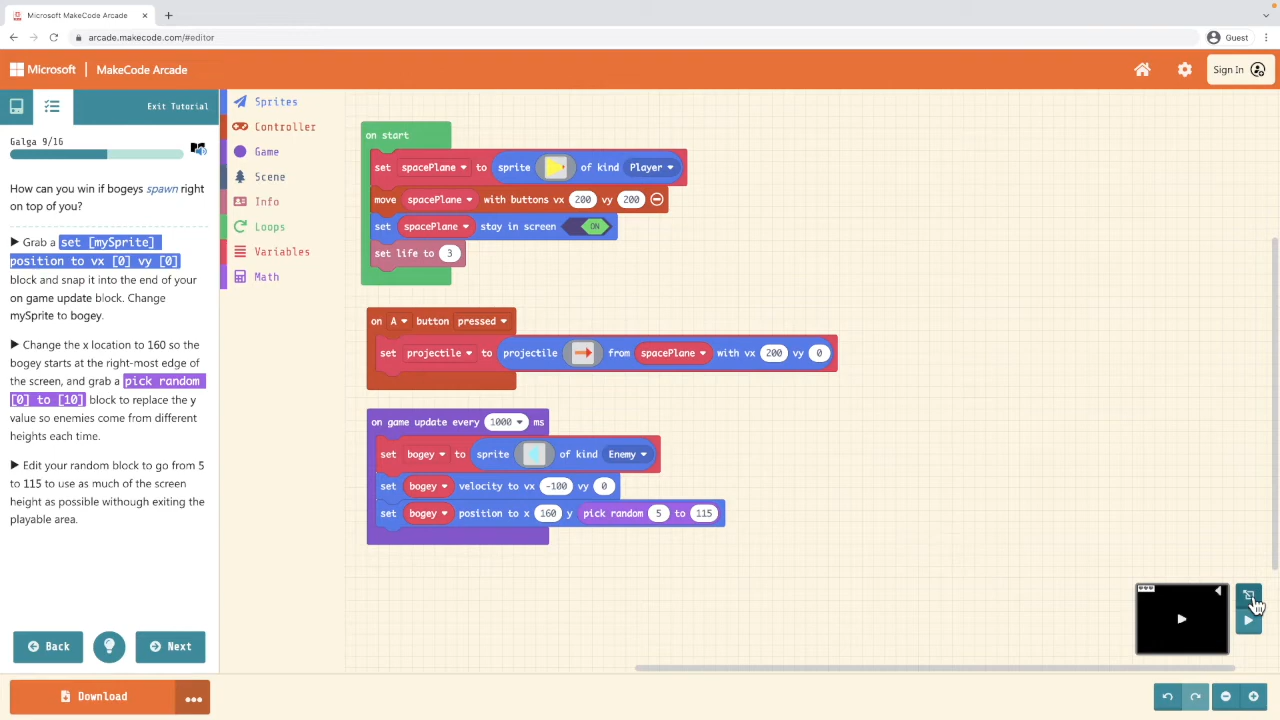 Microsoft MakeCode Arcade
arcade.makecode.com/#editor
Guest
Microsoft | MakeCode Arcade
Sign In
Exit Tutorial
Galga 9/16
How can you win if bogeys spawn right
on top of you?
▶ Grab a set [mySprite]
position to vx [0] vy [0]
block and snap it into the end of your
on game update block. Change
mySprite to bogey.
▶ Change the x location to 160 so the
bogey starts at the right-most edge of
the screen, and grab a pick random
[0] to [10] block to replace the y
value so enemies come from different
heights each time.
▶ Edit your random block to go from 5
to 115 to use as much of the screen
height as possible withough exiting the
playable area.
Back
Next
Download
Sprites
Controller
Game
Scene
Info
Loops
Variables
Math
on start
set spacePlane to sprite of kind Player
move spacePlane with buttons vx 200 vy 200
set spacePlane stay in screen ON
set life to 3
on A button pressed
set projectile to projectile from spacePlane with vx 200 vy 0
on game update every 1000 ms
set bogey to sprite of kind Enemy
set bogey velocity to vx -100 vy 0
set bogey position to x 160 y pick random 5 to 115